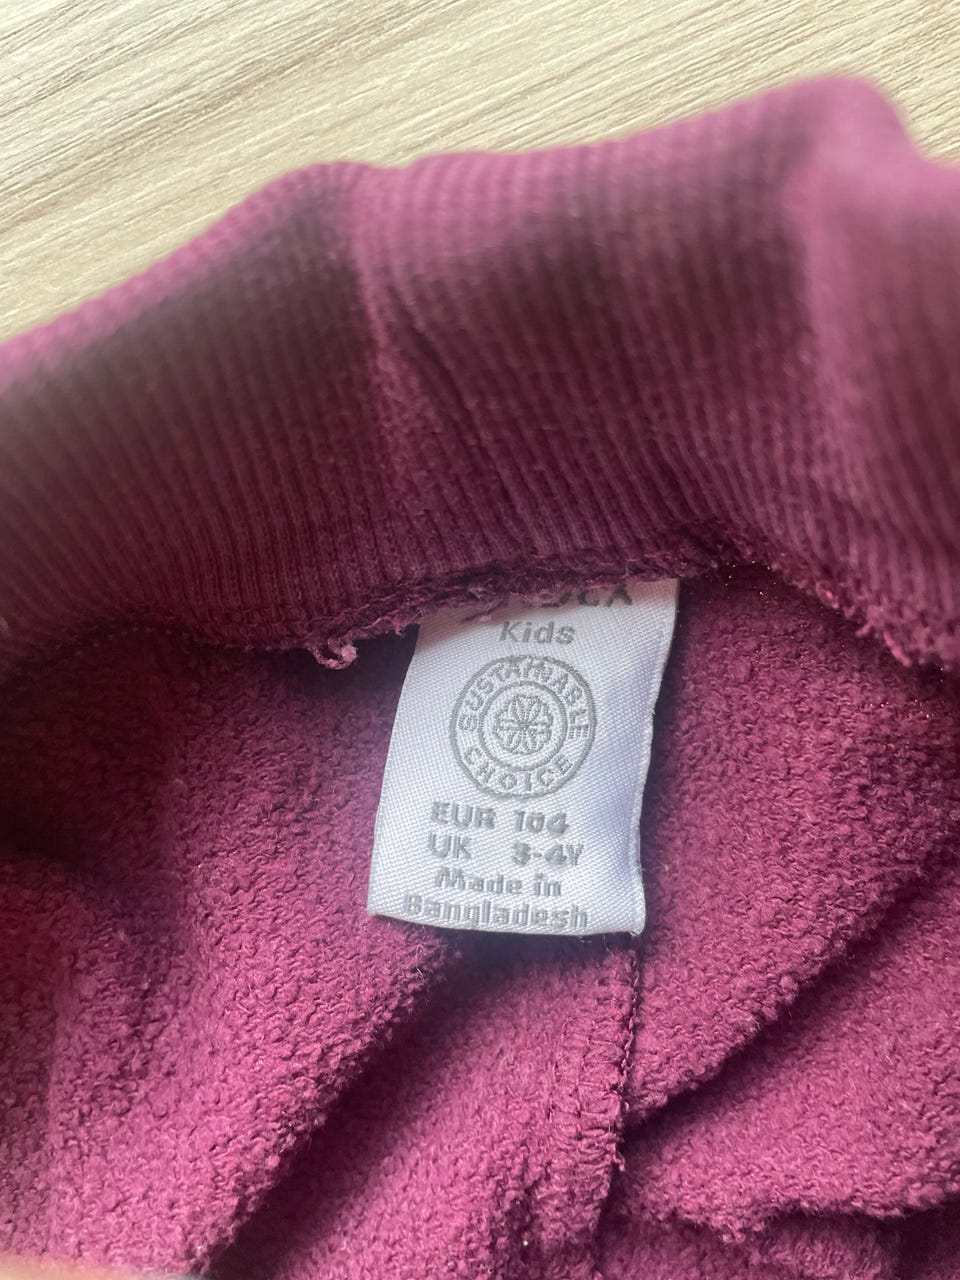 Kids
SUSTAINABLE
CHOICE
EUR 104
UK 3-4Y
Made in
Bangladesh